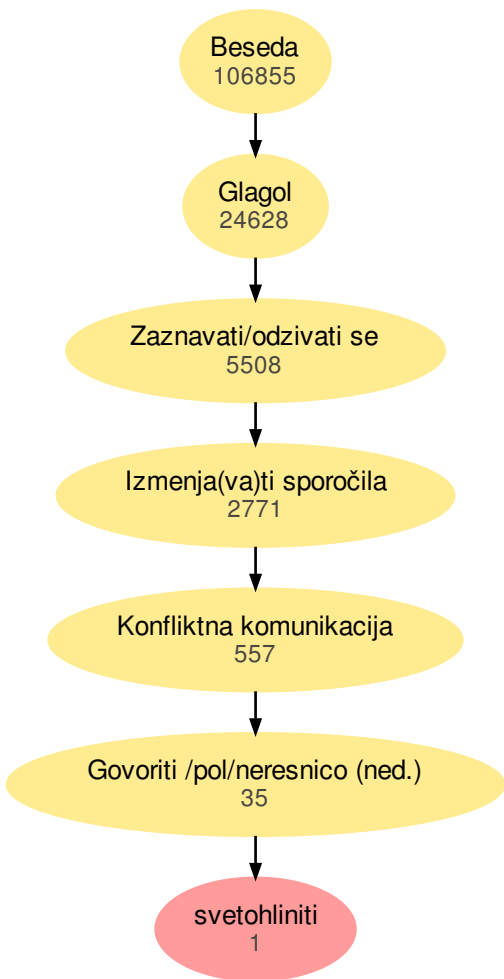 Beseda
106855
Glagol
24628
Zaznavati/odzivati se
5508
Izmenja(va)ti sporočila
2771
Konfliktna komunikacija
557
Govoriti /pol/neresnico (ned.)
35
svetohliniti
1